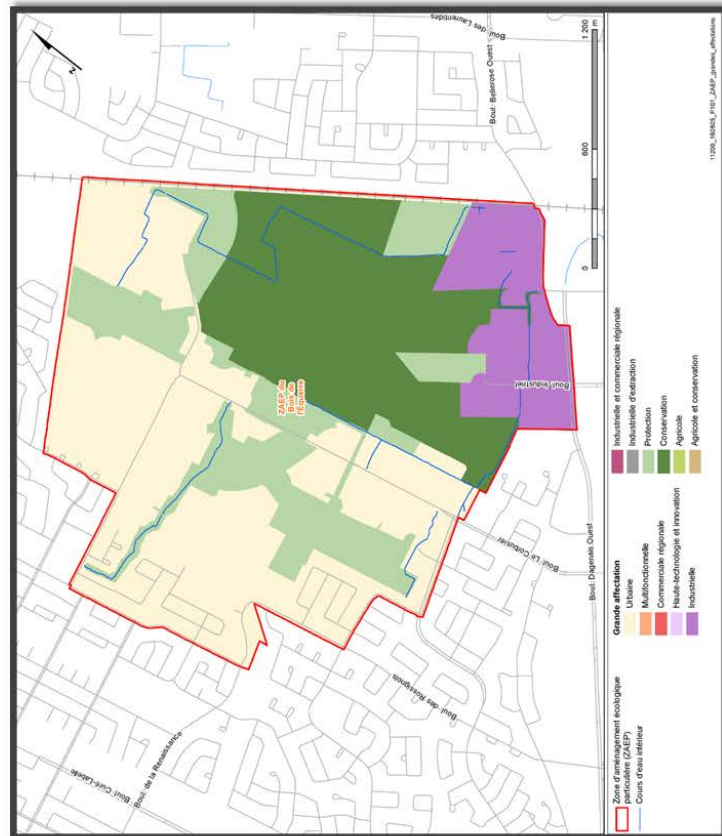 N
Boul. des Laurentides
Boul. Bellerose Ouest
1 200
m
600
0
ZAEP du
Bois de
l'Équerre
Boul. Industriel
Boul. Le Corbusier
Boul. Dagenais Ouest
Boul. des Rossignols
Boul. de la Renaissance
Boul. Curé-Labelle
Zone d'aménagement écologique
particulière (ZAEP)
Cours d'eau intérieur
Grande affectation
Urbaine
Multifonctionnelle
Commerciale régionale
Haute-technologie et innovation
Industrielle
Industrielle et commerciale régionale
Industrielle d'extraction
Protection
Conservation
Agricole
Agricole et conservation